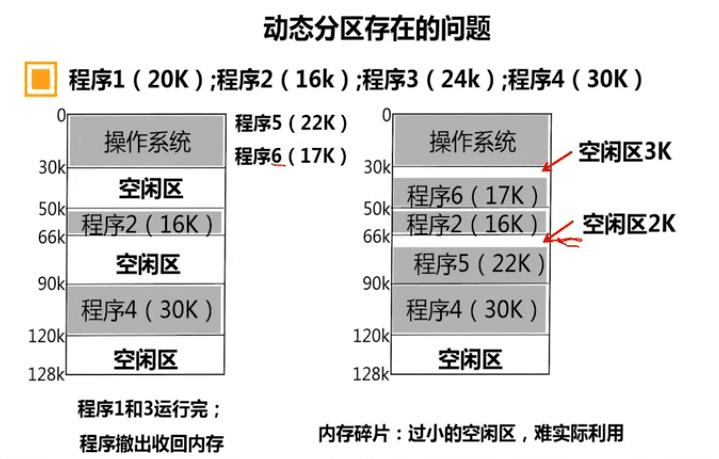 动态分区存在的问题
程序1（20K）;程序2（16k）;程序3（24k）;程序4（30K）
0
操作系统
30k
空闲区
50k
程序2（16K）
66k
空闲区
90k
程序4（30K）
120k
空闲区
128k
程序1和3运行完；
程序撤出收回内存
程序5（22K）
程序6（17K）
0
操作系统
30k
空闲区3K
程序6（17K）
50k
程序2（16K）
66k
空闲区2K
程序5（22K）
90k
程序4（30K）
120k
空闲区
128k
内存碎片：过小的空闲区，难实际利用